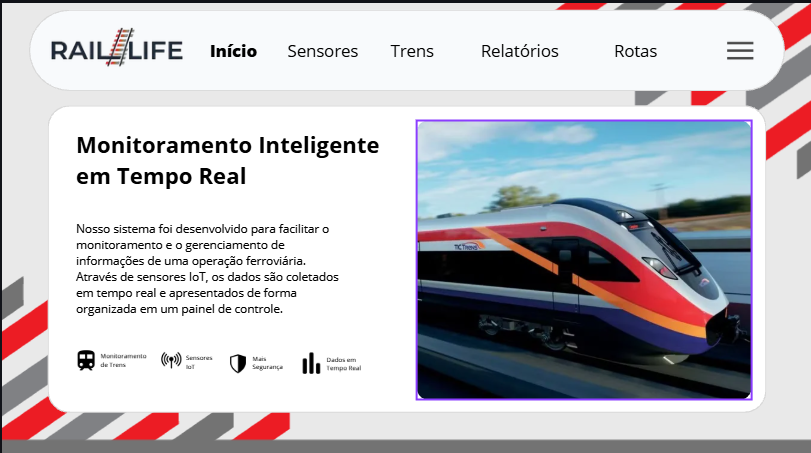 RAIL LIFE
Início
Sensores
Trens
Relatórios
Rotas
Monitoramento Inteligente
em Tempo Real
Nosso sistema foi desenvolvido para facilitar o
monitoramento e o gerenciamento de
informações de uma operação ferroviária.
Através de sensores IoT, os dados são coletados
em tempo real e apresentados de forma
organizada em um painel de controle.
Monitoramento
de Trens
Sensores
IoT
Mais
Segurança
Dados em
Tempo Real
TIC Trens